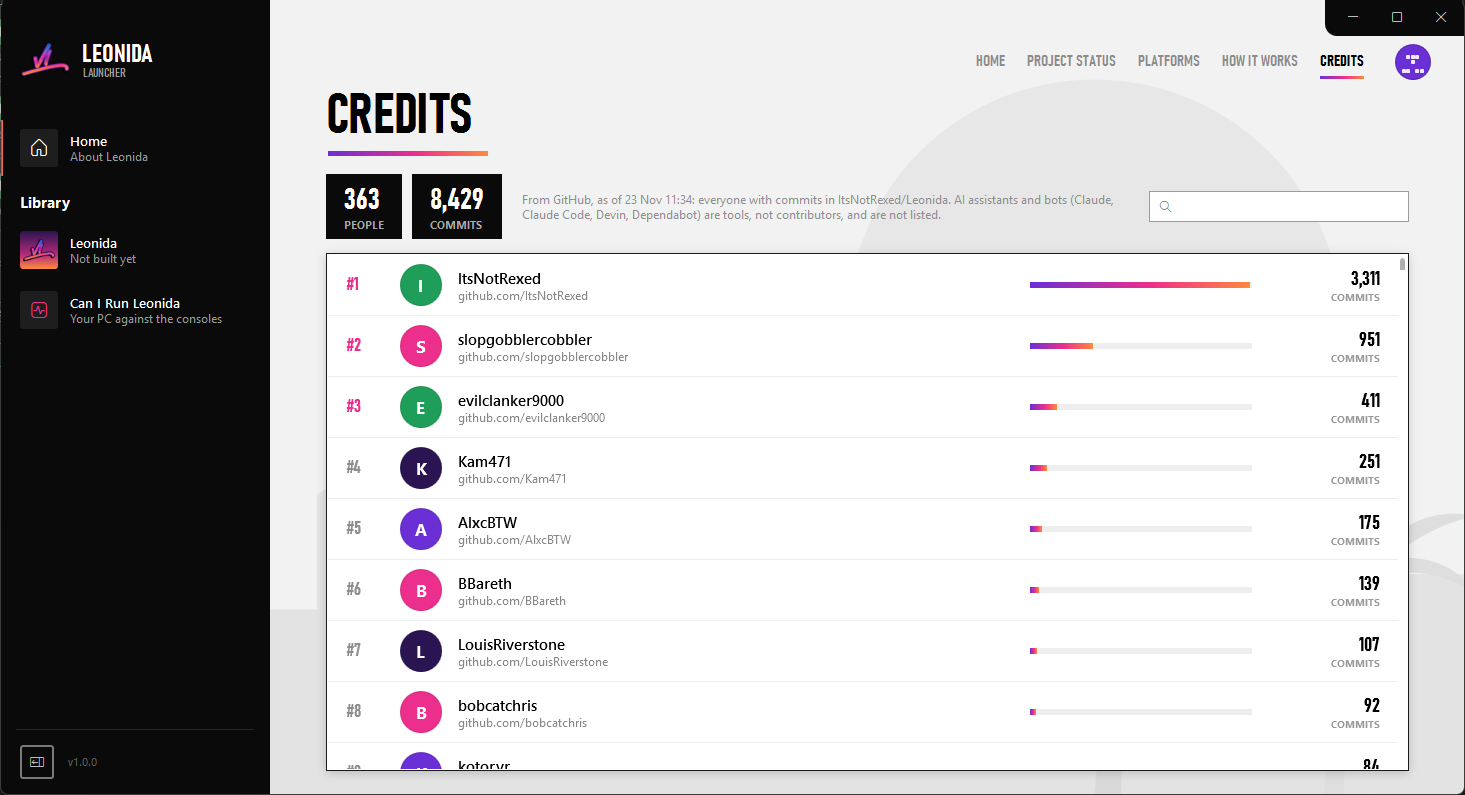 LEONIDA
LAUNCHER
Home
About Leonida
Library
Leonida
Not built yet
Can I Run Leonida
Your PC against the consoles
v1.0.0
HOME PROJECT STATUS PLATFORMS HOW IT WORKS CREDITS
CREDITS
363
PEOPLE
8,429
COMMITS
From GitHub, as of 23 Nov 11:34: everyone with commits in ItsNotRexed/Leonida. AI assistants and bots (Claude,
Claude Code, Devin, Dependabot) are tools, not contributors, and are not listed.
#1 I ItsNotRexed 3,311
github.com/ItsNotRexed COMMITS
#2 S slopgobblercobbler 951
github.com/slopgobblercobbler COMMITS
#3 E evilclanker9000 411
github.com/evilclanker9000 COMMITS
#4 K Kam471 251
github.com/Kam471 COMMITS
#5 A AlxcBTW 175
github.com/AlxcBTW COMMITS
#6 B BBareth 139
github.com/BBareth COMMITS
#7 L LouisRiverstone 107
github.com/LouisRiverstone COMMITS
#8 B bobcatchris 92
github.com/bobcatchris COMMITS
84